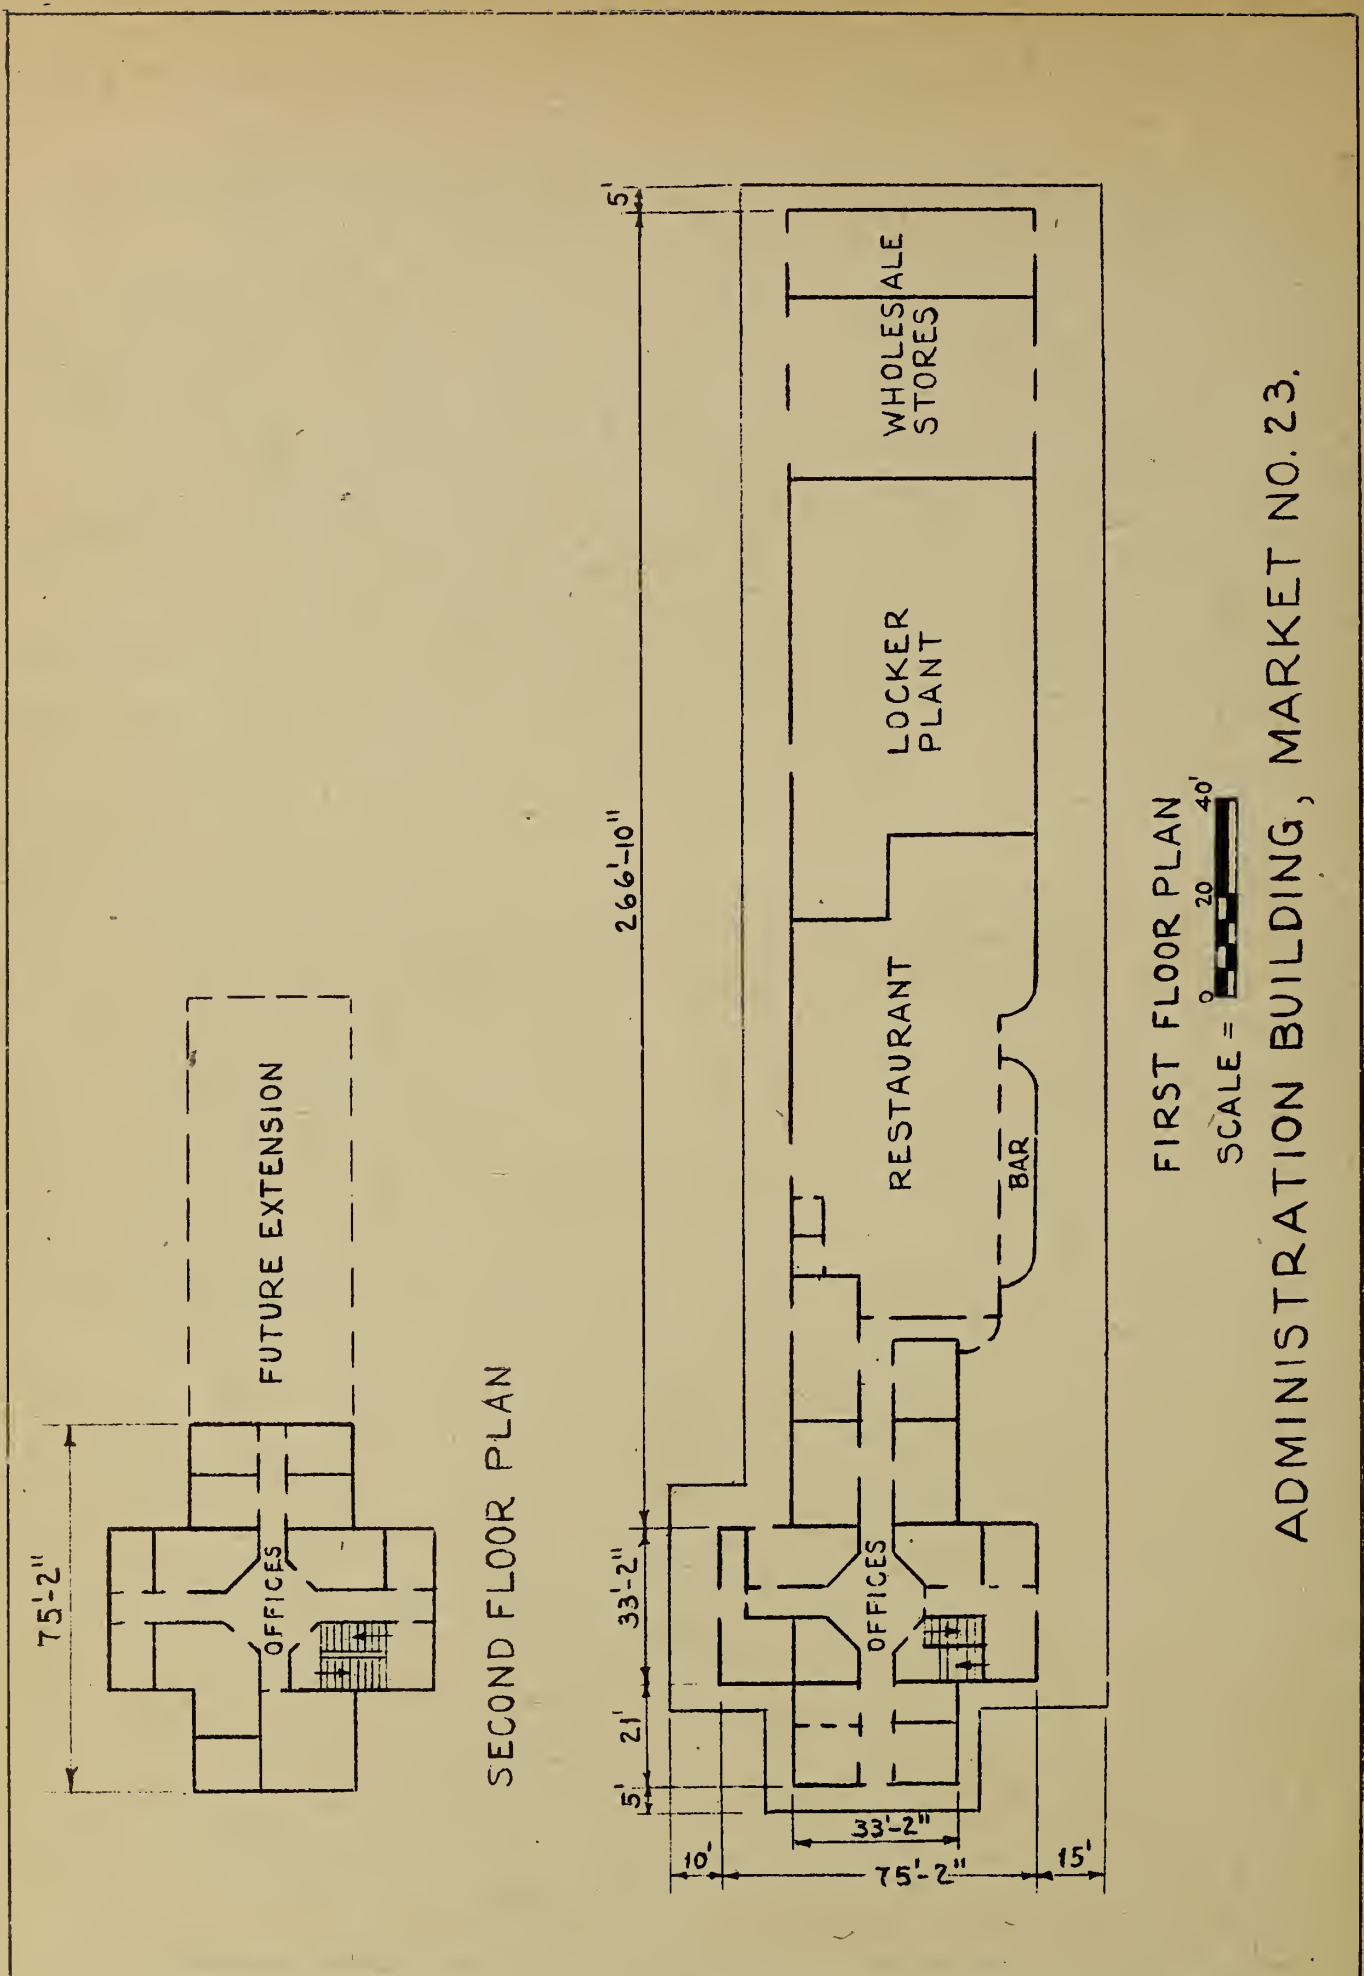 75'-2"
OFFICES
FUTURE EXTENSION
SECOND FLOOR PLAN
5' 21' 33'-2" 266'-10" 5'
10'
75'-2"
33'-2"
15'
OFFICES
RESTAURANT
BAR
LOCKER
PLANT
WHOLESALE
STORES
FIRST FLOOR PLAN
SCALE = 0 20 40'
ADMINISTRATION BUILDING, MARKET NO. 23.